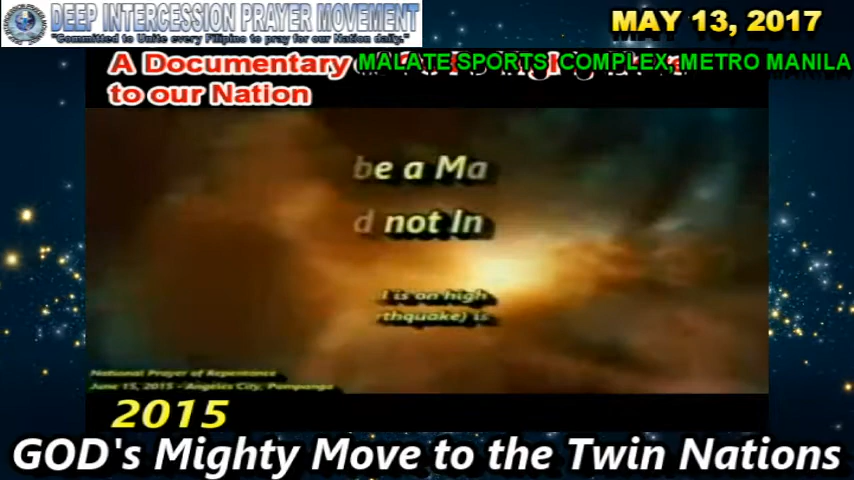 DEEP INTERCESSION PRAYER MOVEMENT
"Committed to Unite every Filipino to pray for our Nation daily."
MAY 13, 2017
A Documentary
MALATE SPORTS COMPLEX, METRO MANILA
to our Nation
be a Ma
d not In
l is on high
rthquake) is
National Prayer of Repentance
June 15, 2015 - Angeles City, Pampanga
2015
GOD's Mighty Move to the Twin Nations